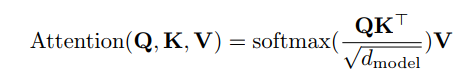 Attention(Q, K, V) = softmax(QK⊤/√d_model)V